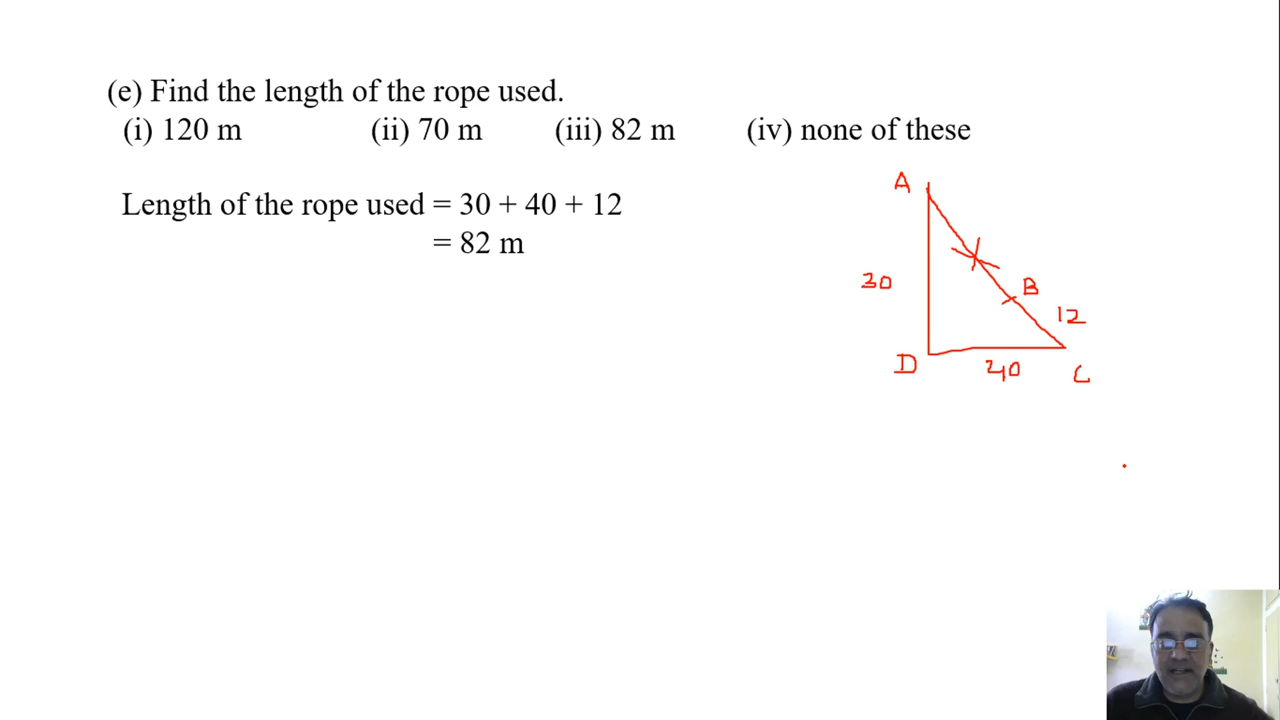 (e) Find the length of the rope used.
(i) 120 m (ii) 70 m (iii) 82 m (iv) none of these
Length of the rope used = 30 + 40 + 12
= 82 m
A
30
B
12
D
40
C